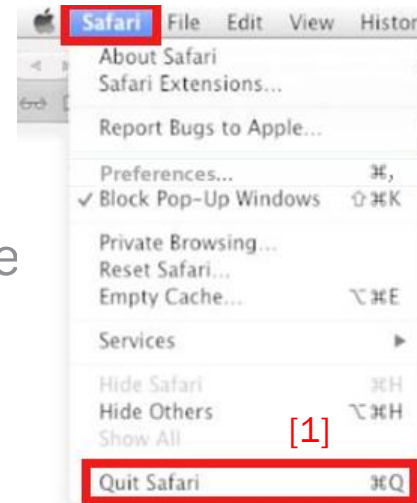 Safari File Edit View Histor
About Safari
Safari Extensions...
Report Bugs to Apple...
Preferences... ⌘,
✓ Block Pop-Up Windows ⇧⌘K
e
Private Browsing...
Reset Safari...
Empty Cache... ⌥⌘E
Services ▶
Hide Safari ⌘H
Hide Others ⌥⌘H
Show All
[1]
Quit Safari ⌘Q